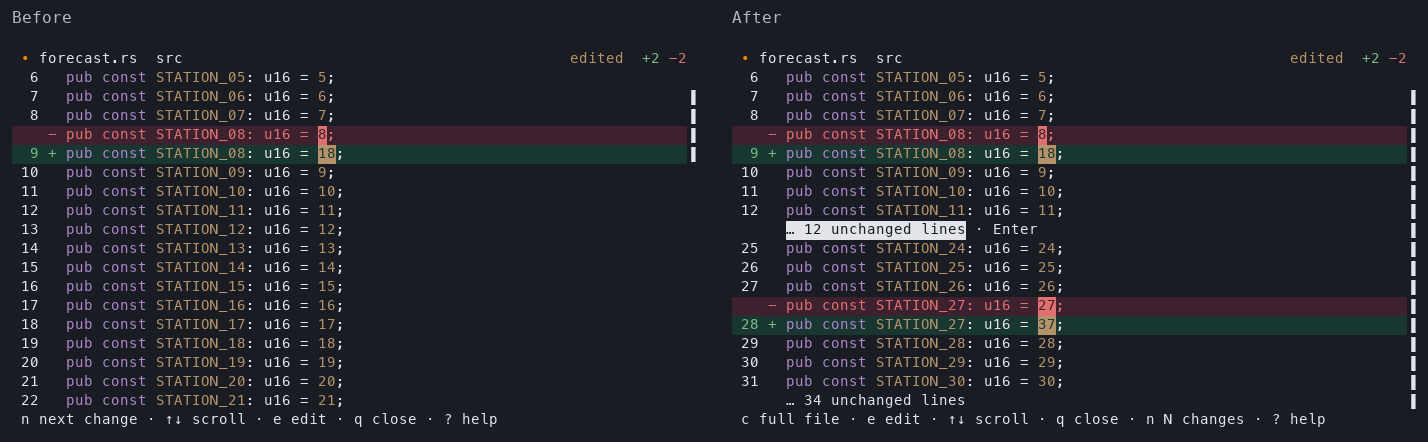 Before
• forecast.rs  src edited  +2 −2
6 pub const STATION_05: u16 = 5;
7 pub const STATION_06: u16 = 6;
8 pub const STATION_07: u16 = 7;
− pub const STATION_08: u16 = 8;
9 + pub const STATION_08: u16 = 18;
10 pub const STATION_09: u16 = 9;
11 pub const STATION_10: u16 = 10;
12 pub const STATION_11: u16 = 11;
13 pub const STATION_12: u16 = 12;
14 pub const STATION_13: u16 = 13;
15 pub const STATION_14: u16 = 14;
16 pub const STATION_15: u16 = 15;
17 pub const STATION_16: u16 = 16;
18 pub const STATION_17: u16 = 17;
19 pub const STATION_18: u16 = 18;
20 pub const STATION_19: u16 = 19;
21 pub const STATION_20: u16 = 20;
22 pub const STATION_21: u16 = 21;
n next change · ↑↓ scroll · e edit · q close · ? help
After
• forecast.rs  src edited  +2 −2
6 pub const STATION_05: u16 = 5;
7 pub const STATION_06: u16 = 6;
8 pub const STATION_07: u16 = 7;
− pub const STATION_08: u16 = 8;
9 + pub const STATION_08: u16 = 18;
10 pub const STATION_09: u16 = 9;
11 pub const STATION_10: u16 = 10;
12 pub const STATION_11: u16 = 11;
… 12 unchanged lines · Enter
25 pub const STATION_24: u16 = 24;
26 pub const STATION_25: u16 = 25;
27 pub const STATION_26: u16 = 26;
− pub const STATION_27: u16 = 27;
28 + pub const STATION_27: u16 = 37;
29 pub const STATION_28: u16 = 28;
30 pub const STATION_29: u16 = 29;
31 pub const STATION_30: u16 = 30;
… 34 unchanged lines
c full file · e edit · ↑↓ scroll · q close · n N changes · ? help